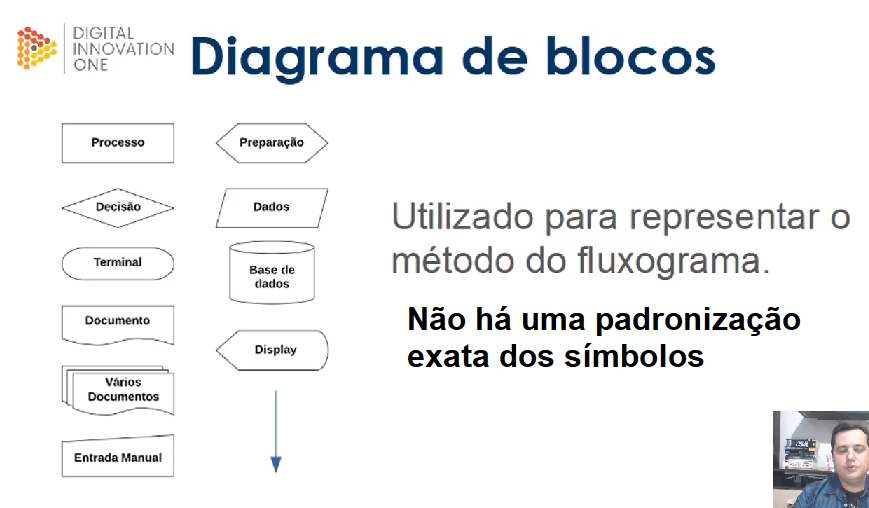 DIGITAL
INNOVATION
ONE
Diagrama de blocos
Processo
Preparação
Decisão
Dados
Terminal
Base de
dados
Documento
Display
Vários
Documentos
Entrada Manual
Utilizado para representar o
método do fluxograma.
Não há uma padronização
exata dos símbolos